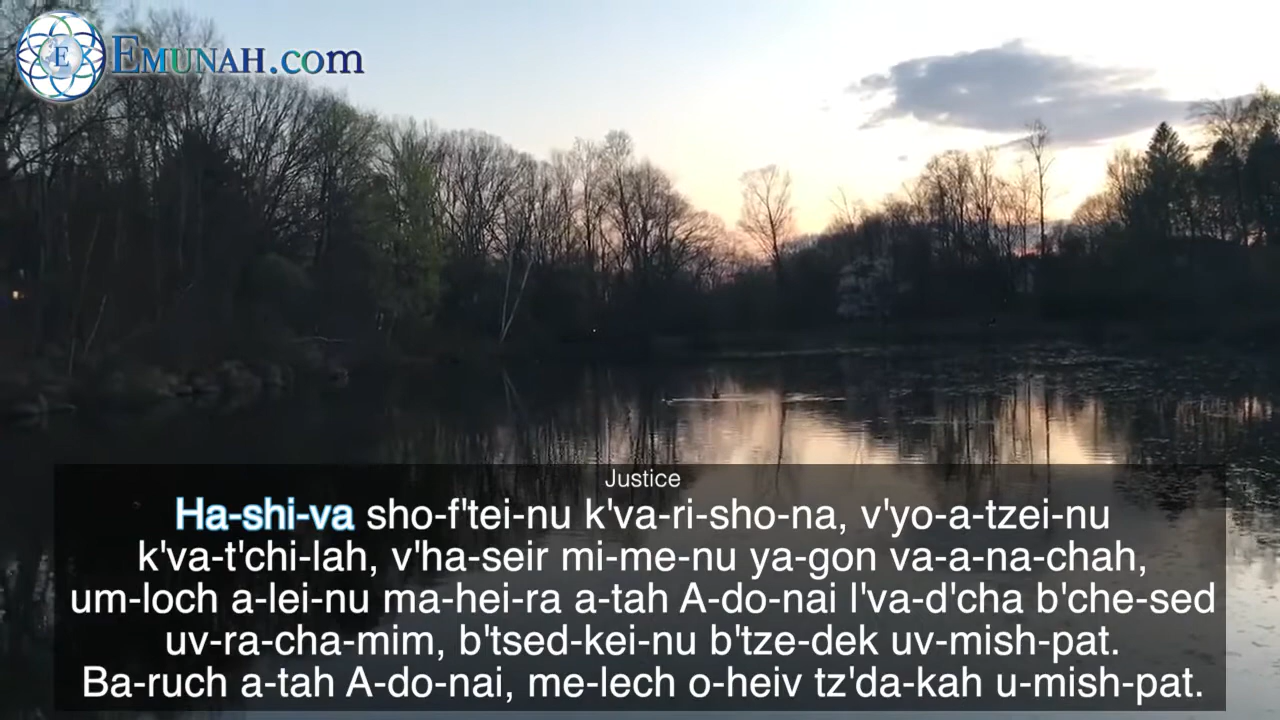 E EMUNAH.com
Justice
Ha-shi-va sho-f'tei-nu k'va-ri-sho-na, v'yo-a-tzei-nu
k'va-t'chi-lah, v'ha-seir mi-me-nu ya-gon va-a-na-chah,
um-loch a-lei-nu ma-hei-ra a-tah A-do-nai l'va-d'cha b'che-sed
uv-ra-cha-mim, b'tsed-kei-nu b'tze-dek uv-mish-pat.
Ba-ruch a-tah A-do-nai, me-lech o-heiv tz'da-kah u-mish-pat.